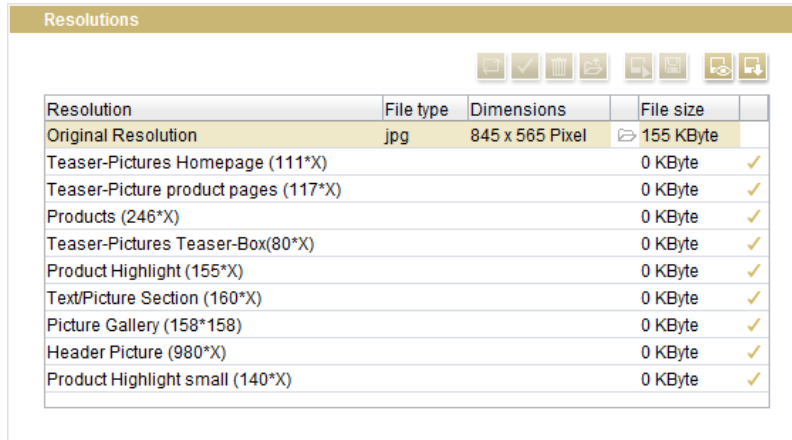 Resolutions
Resolution File type Dimensions File size
Original Resolution jpg 845 x 565 Pixel 155 KByte
Teaser-Pictures Homepage (111*X) 0 KByte
Teaser-Picture product pages (117*X) 0 KByte
Products (246*X) 0 KByte
Teaser-Pictures Teaser-Box(80*X) 0 KByte
Product Highlight (155*X) 0 KByte
Text/Picture Section (160*X) 0 KByte
Picture Gallery (158*158) 0 KByte
Header Picture (980*X) 0 KByte
Product Highlight small (140*X) 0 KByte